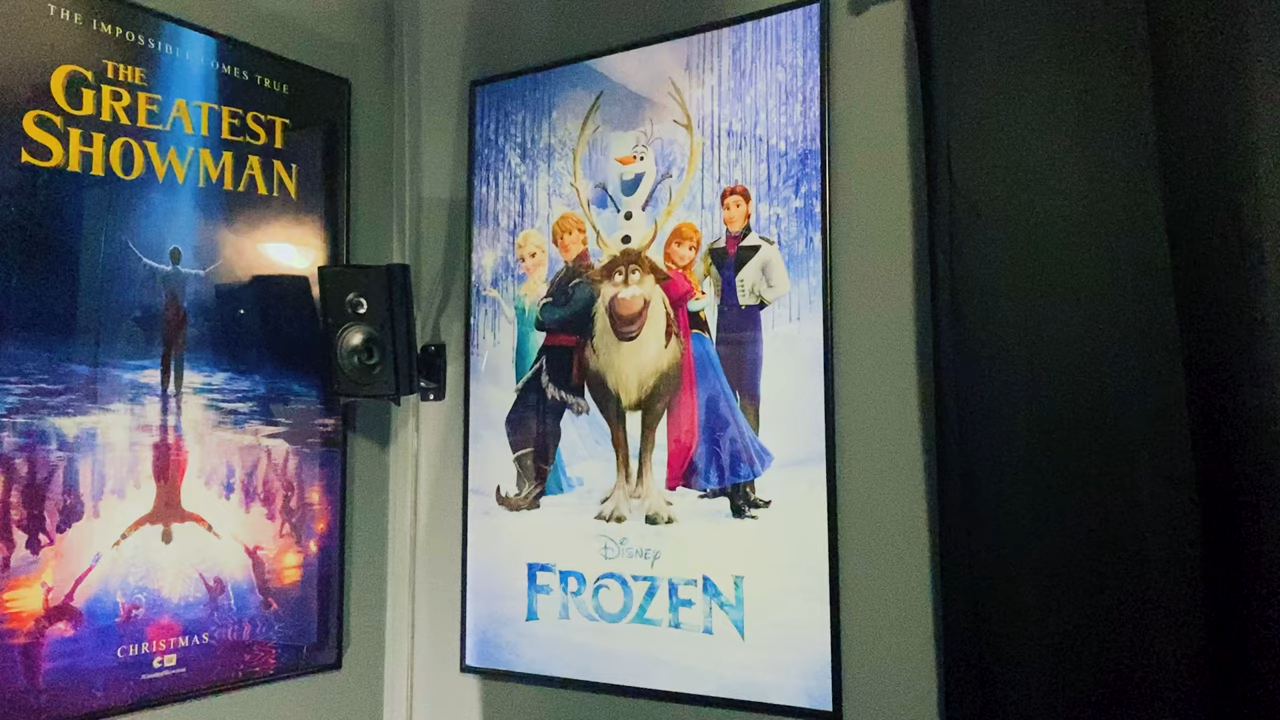 THE IMPOSSIBLE COMES TRUE
THE
GREATEST
SHOWMAN
CHRISTMAS
DISNEY
FROZEN